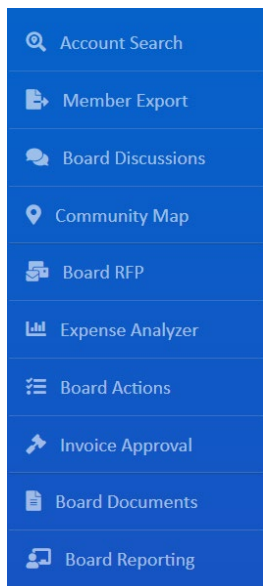 Account Search
Member Export
Board Discussions
Community Map
Board RFP
Expense Analyzer
Board Actions
Invoice Approval
Board Documents
Board Reporting